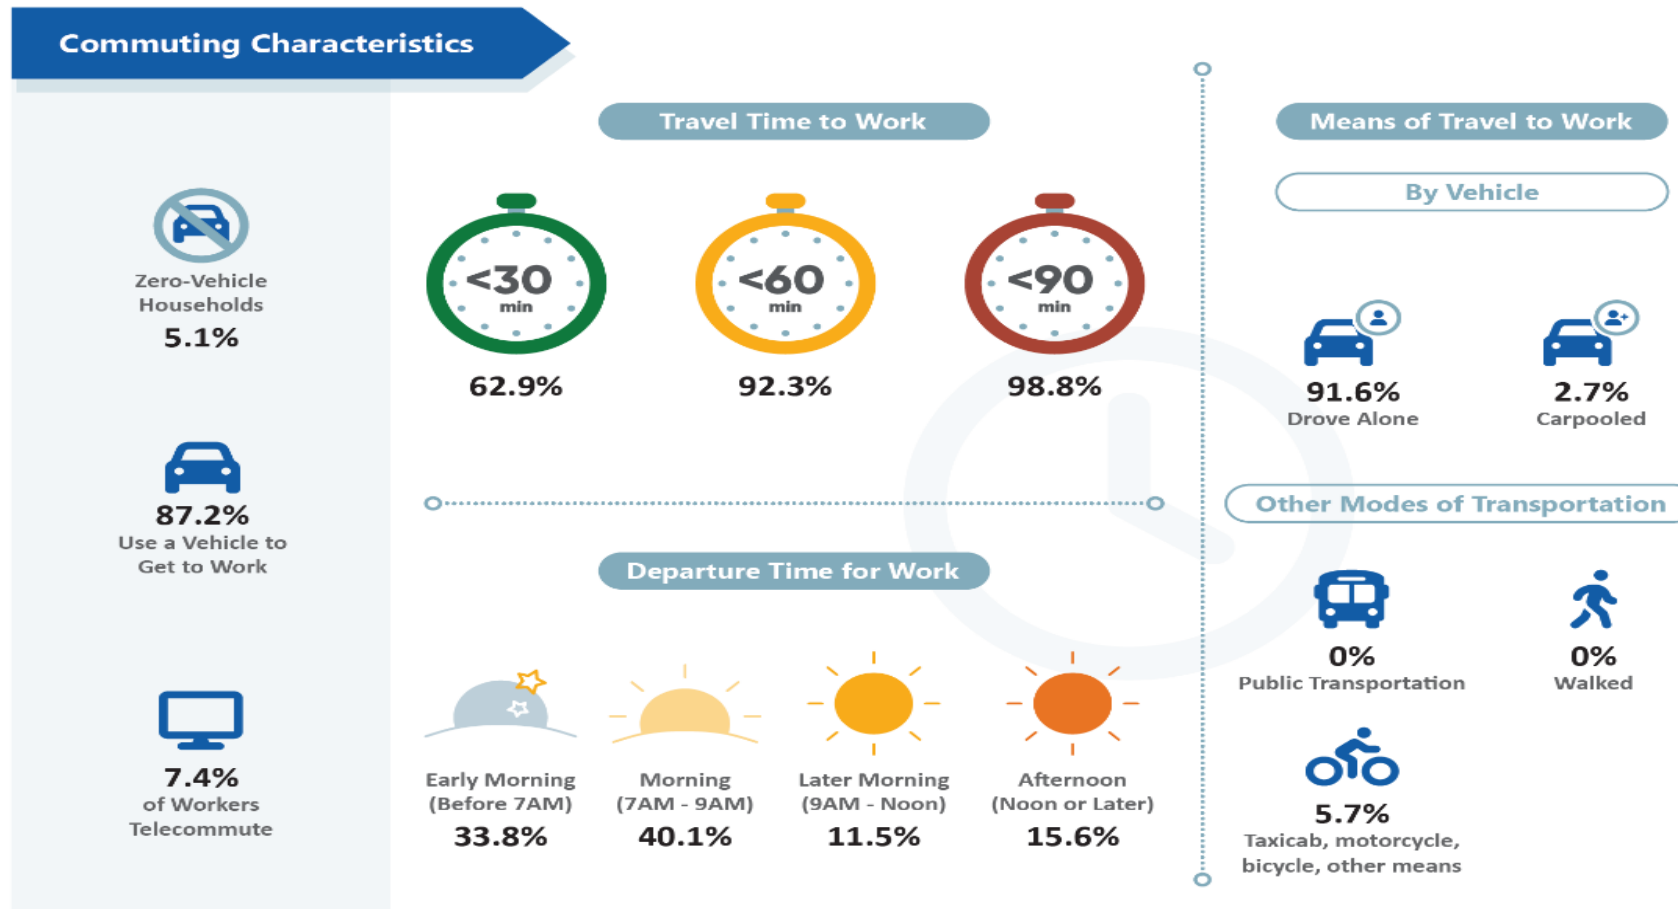 Commuting Characteristics
Zero-Vehicle
Households
5.1%
87.2%
Use a Vehicle to
Get to Work
7.4%
of Workers
Telecommute
Travel Time to Work
<30
min
62.9%
<60
min
92.3%
<90
min
98.8%
Departure Time for Work
Early Morning
(Before 7AM)
33.8%
Morning
(7AM - 9AM)
40.1%
Later Morning
(9AM - Noon)
11.5%
Afternoon
(Noon or Later)
15.6%
Means of Travel to Work
By Vehicle
91.6%
Drove Alone
2.7%
Carpooled
Other Modes of Transportation
0%
Public Transportation
0%
Walked
5.7%
Taxicab, motorcycle,
bicycle, other means